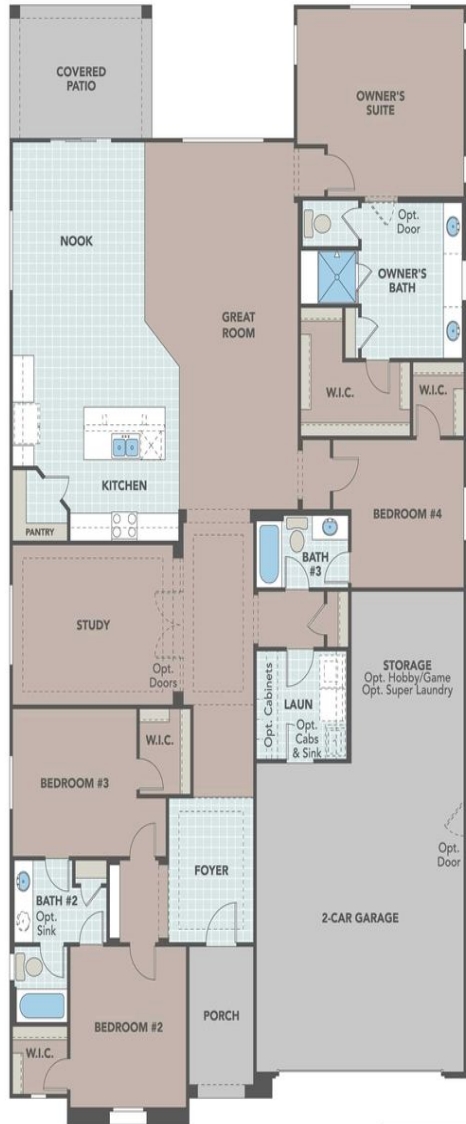 COVERED
PATIO
OWNER'S
SUITE
Opt.
Door
NOOK
OWNER'S
BATH
GREAT
ROOM
W.I.C.
W.I.C.
KITCHEN
BEDROOM #4
PANTRY
BATH
#3
STUDY
Opt.
Doors
STORAGE
Opt. Hobby/Game
Opt. Super Laundry
Opt. Cabinets
LAUN
Opt.
Cabs
& Sink
W.I.C.
BEDROOM #3
Opt.
Door
FOYER
BATH #2
Opt.
Sink
2-CAR GARAGE
PORCH
BEDROOM #2
W.I.C.